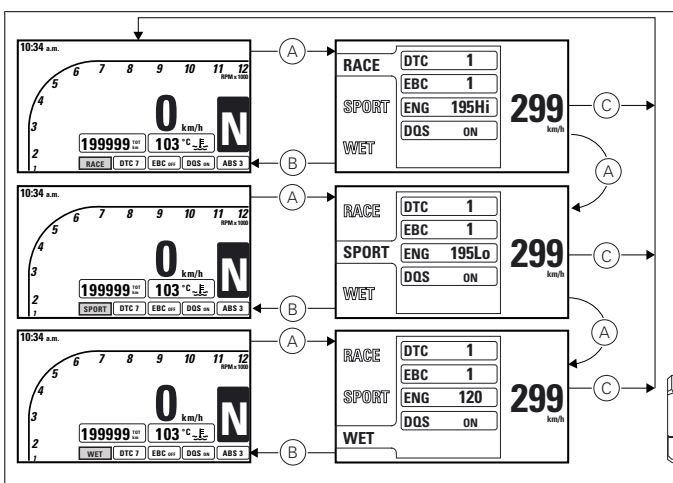 10:34 a.m.
1 2 3 4 5 6 7 8 9 10 11 12
RPM x 1000
0 km/h
N
199999 TOT km 103 °C
RACE DTC 7 EBC OFF DQS ON ABS 3
A
B
RACE
SPORT
WET
DTC 1
EBC 1
ENG 195Hi
DQS ON
299
km/h
C
A
10:34 a.m.
1 2 3 4 5 6 7 8 9 10 11 12
RPM x 1000
0 km/h
N
199999 TOT km 103 °C
SPORT DTC 7 EBC OFF DQS ON ABS 3
A
B
RACE
SPORT
WET
DTC 1
EBC 1
ENG 195Lo
DQS ON
299
km/h
C
A
10:34 a.m.
1 2 3 4 5 6 7 8 9 10 11 12
RPM x 1000
0 km/h
N
199999 TOT km 103 °C
WET DTC 7 EBC OFF DQS ON ABS 3
A
B
RACE
SPORT
WET
DTC 1
EBC 1
ENG 120
DQS ON
299
km/h
C